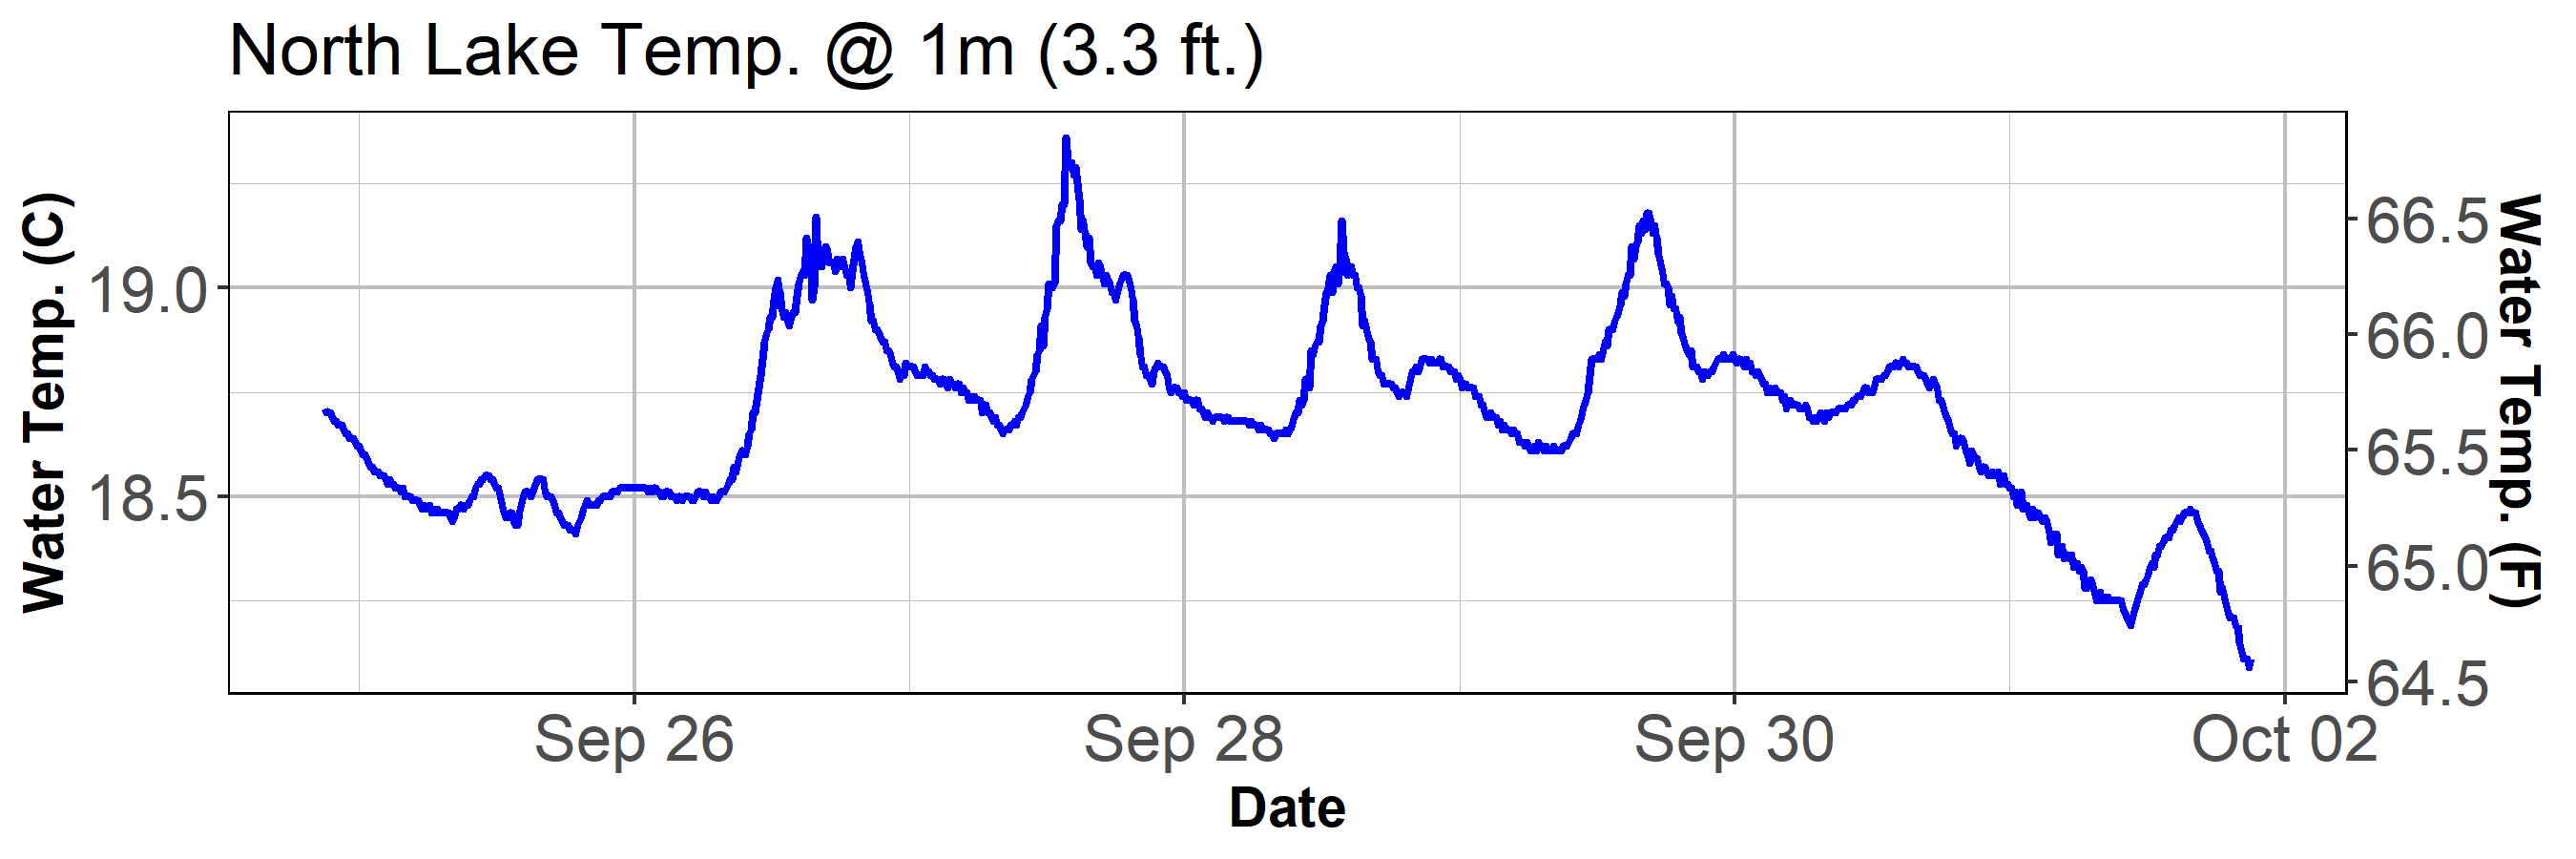 North Lake Temp. @ 1m (3.3 ft.)
Water Temp. (C)
19.0
18.5
66.5
66.0
65.5
65.0
64.5
Water Temp. (F)
Sep 26
Sep 28
Sep 30
Oct 02
Date